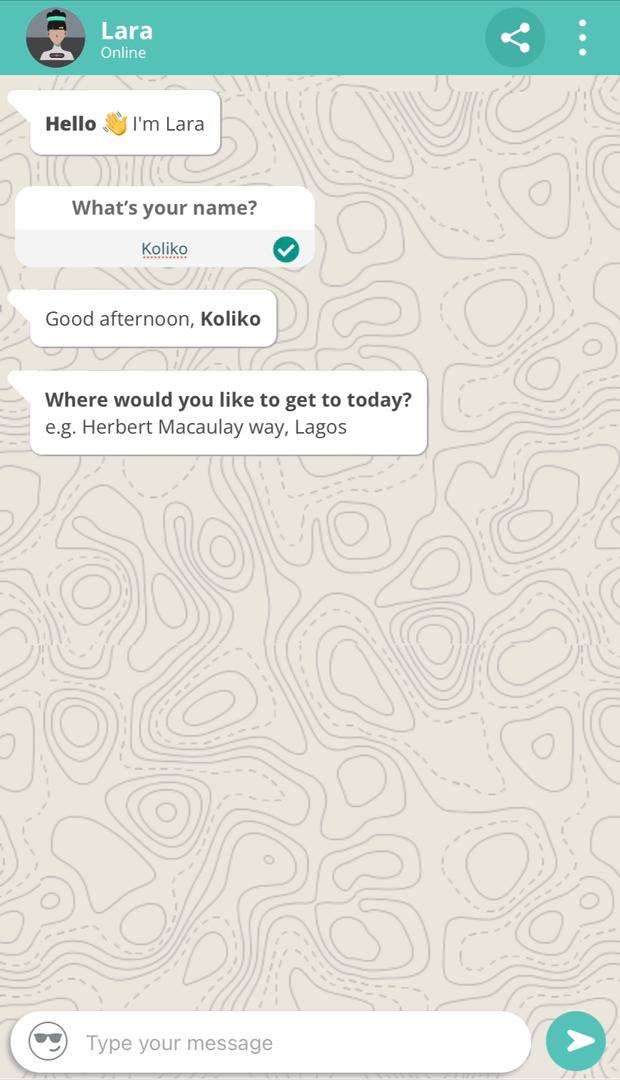 Lara
Online
Hello 👋 I'm Lara
What's your name?
Koliko
Good afternoon, Koliko
Where would you like to get to today?
e.g. Herbert Macaulay way, Lagos
Type your message